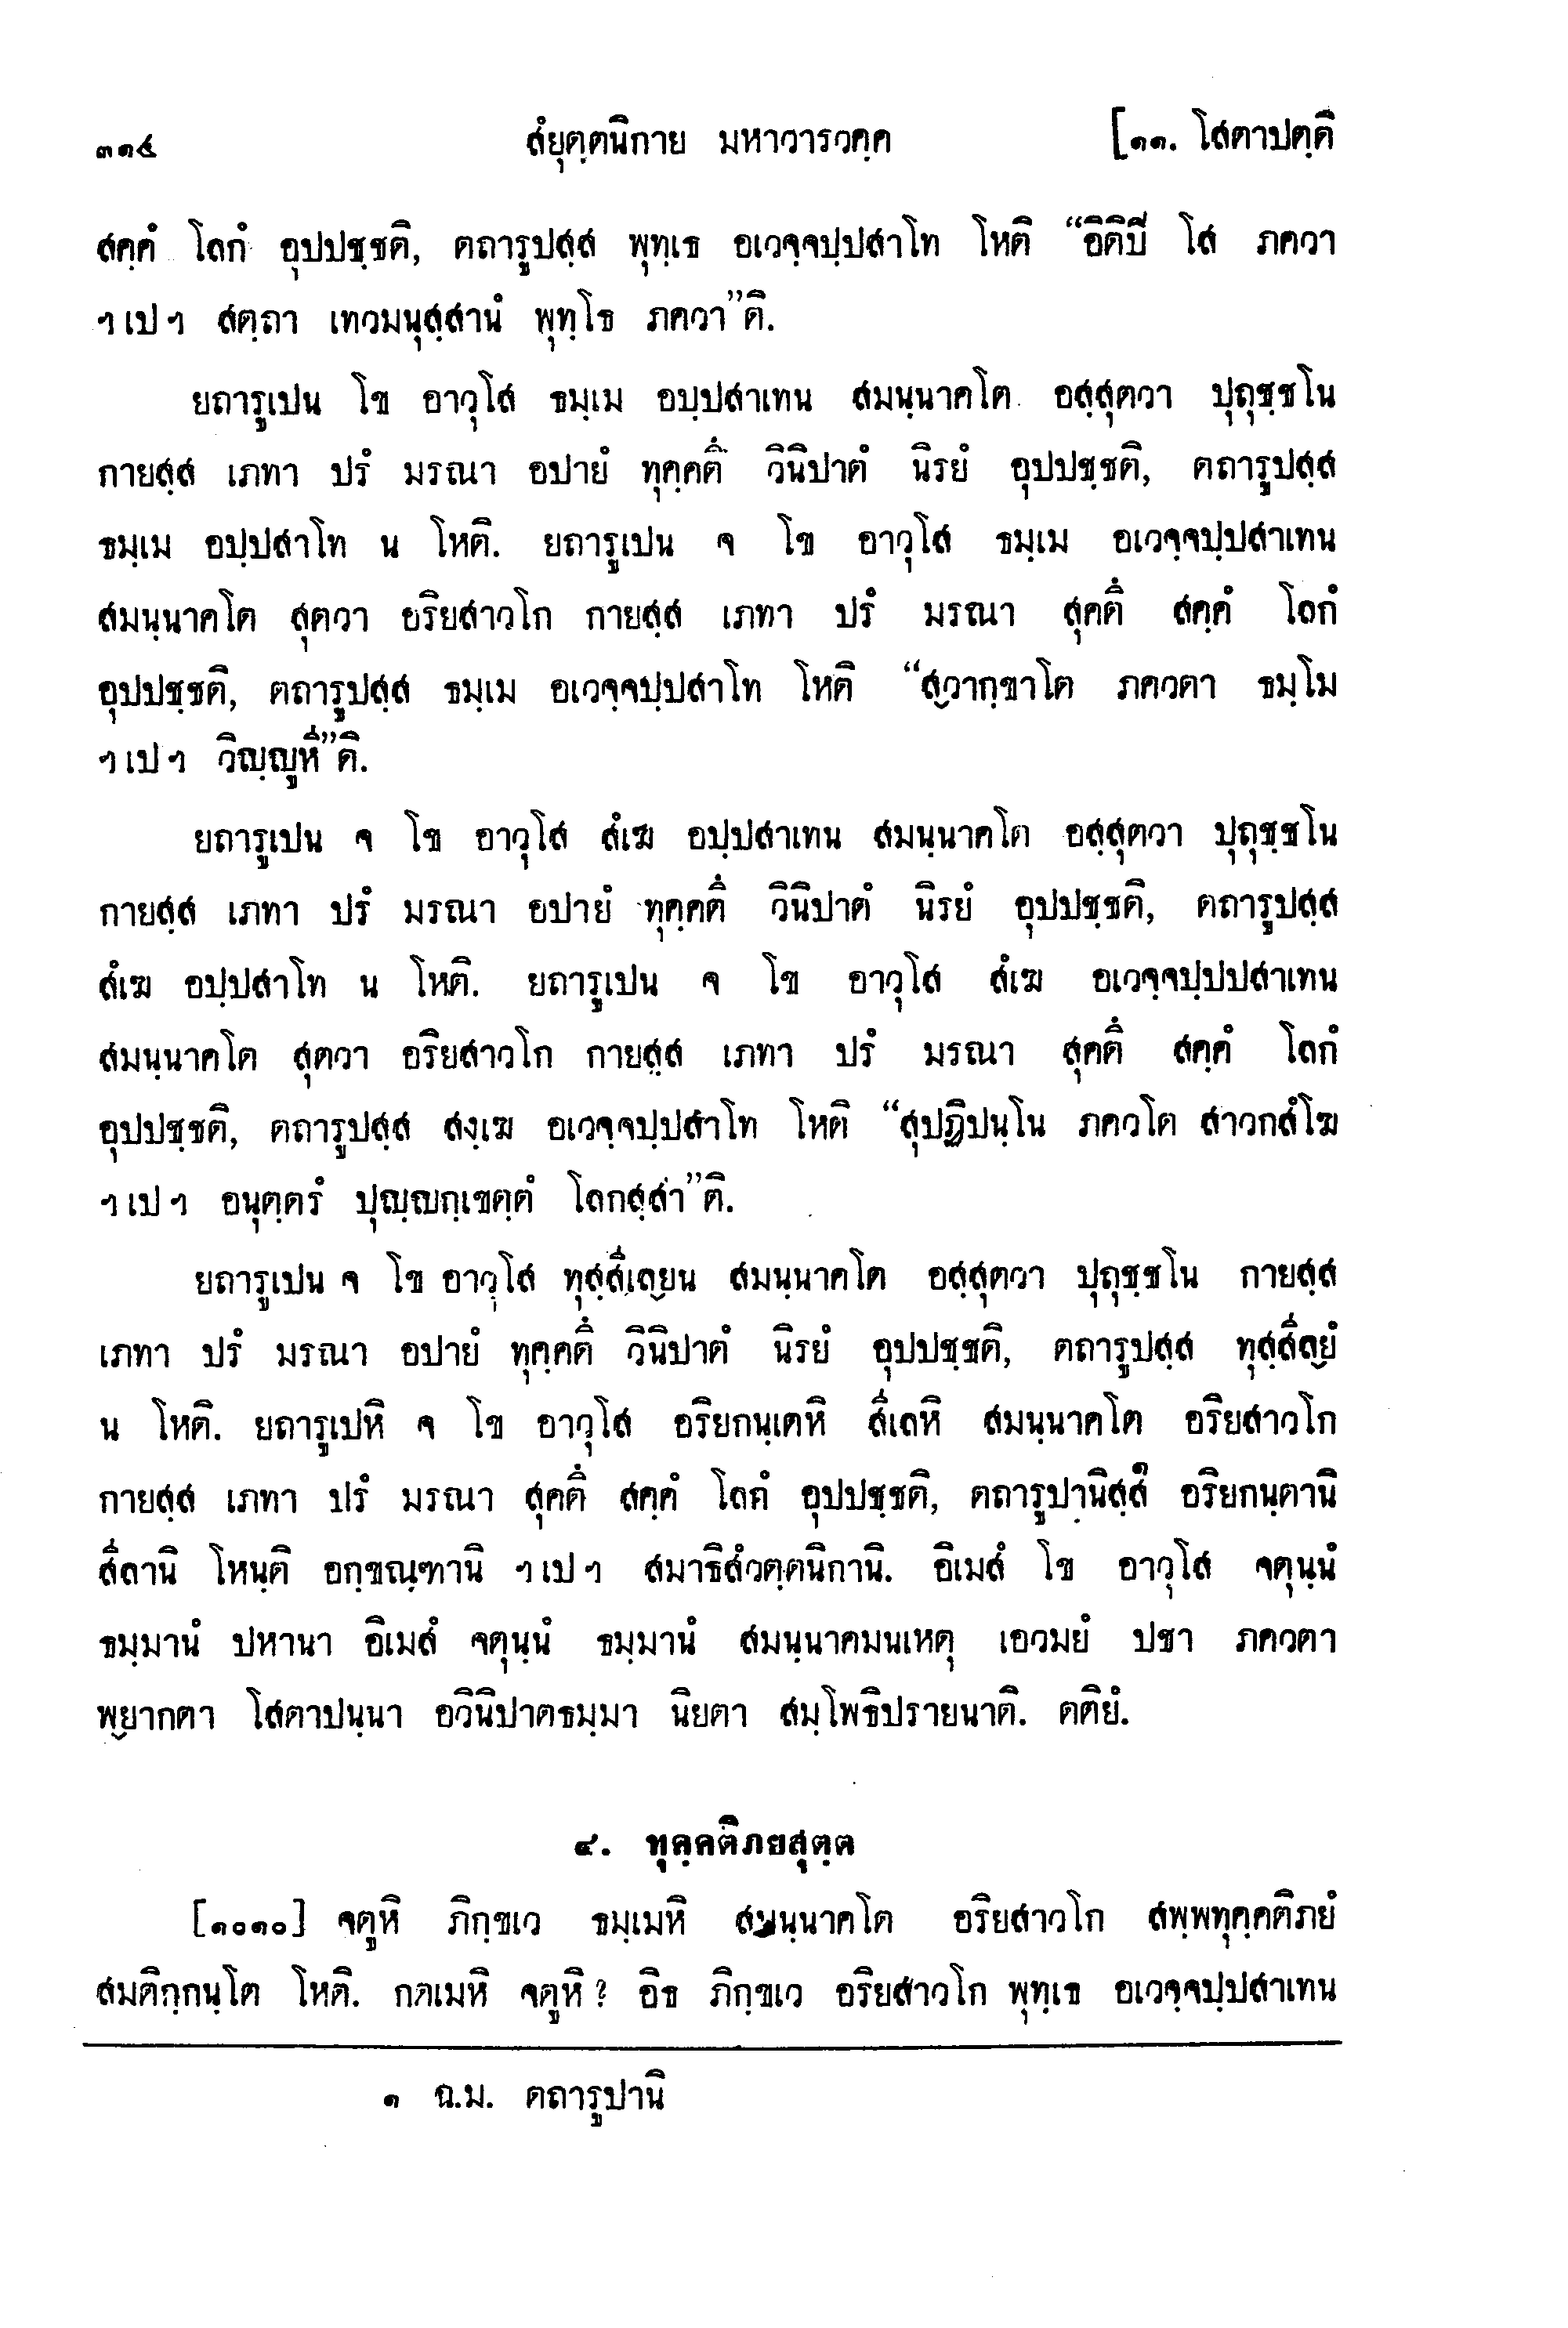 ๓๑๔ สํยุตฺตนิกาย มหาวารวคฺค [๑๑. โสตาปตฺติ
สคฺคํ โลกํ อุปปชฺชติ, ตถารูปสฺส พุทฺเธ อเวจฺจปฺปสาโท โหติ “อิติปิ โส ภควา
ฯ เป ฯ สตฺถา เทวมนุสฺสานํ พุทฺโธ ภควา”ติ.
ยถารูเปน โข อาวุโส ธมฺเม อปฺปสาเทน สมนฺนาคโต อสฺสุตวา ปุถุชฺชโน
กายสฺส เภทา ปรํ มรณา อปายํ ทุคฺคตึ วินิปาตํ นิรยํ อุปปชฺชติ, ตถารูปสฺส
ธมฺเม อปฺปสาโท น โหติ. ยถารูเปน จ โข อาวุโส ธมฺเม อเวจฺจปฺปสาเทน
สมนฺนาคโต สุตวา อริยสาวโก กายสฺส เภทา ปรํ มรณา สุคตึ สคฺคํ โลกํ
อุปปชฺชติ, ตถารูปสฺส ธมฺเม อเวจฺจปฺปสาโท โหติ “สฺวากฺขาโต ภควตา ธมฺโม
ฯ เป ฯ วิญฺญูหี”ติ.
ยถารูเปน จ โข อาวุโส สํเฆ อปฺปสาเทน สมนฺนาคโต อสฺสุตวา ปุถุชฺชโน
กายสฺส เภทา ปรํ มรณา อปายํ ทุคฺคตึ วินิปาตํ นิรยํ อุปปชฺชติ, ตถารูปสฺส
สํเฆ อปฺปสาโท น โหติ. ยถารูเปน จ โข อาวุโส สํเฆ อเวจฺจปฺปปสาเทน
สมนฺนาคโต สุตวา อริยสาวโก กายสฺส เภทา ปรํ มรณา สุคตึ สคฺคํ โลกํ
อุปปชฺชติ, ตถารูปสฺส สงฺเฆ อเวจฺจปฺปสาโท โหติ “สุปฏิปนฺโน ภควโต สาวกสํโฆ
ฯ เป ฯ อนุตฺตรํ ปุญฺญกฺเขตฺตํ โลกสฺสา”ติ.
ยถารูเปน จ โข อาวุโส ทุสฺสีเลฺยน สมนฺนาคโต อสฺสุตวา ปุถุชฺชโน กายสฺส
เภทา ปรํ มรณา อปายํ ทุคฺคตึ วินิปาตํ นิรยํ อุปปชฺชติ, ตถารูปสฺส ทุสฺสีลฺยํ
น โหติ. ยถารูเปหิ จ โข อาวุโส อริยกนฺเตหิ สีเลหิ สมนฺนาคโต อริยสาวโก
กายสฺส เภทา ปรํ มรณา สุคตึ สคฺคํ โลกํ อุปปชฺชติ, ตถารูปานิสฺส๑ อริยกนฺตานิ
สีลานิ โหนฺติ อกฺขณฺฑานิ ฯ เป ฯ สมาธิสํวตฺตนิกานิ. อิเมสํ โข อาวุโส จตุนฺนํ
ธมฺมานํ ปหานา อิเมสํ จตุนฺนํ ธมฺมานํ สมนฺนาคมนเหตุ เอวมยํ ปชา ภควตา
พฺยากตา โสตาปนฺนา อวินิปาตธมฺมา นิยตา สมฺโพธิปรายนาติ. ตติยํ.
๔. ทุคฺคติภยสุตฺต
[๑๐๑๐] จตูหิ ภิกฺขเว ธมฺเมหิ สมนฺนาคโต อริยสาวโก สพฺพทุคฺคติภยํ
สมติกฺกนฺโต โหติ. กตเมหิ จตูหิ? อิธ ภิกฺขเว อริยสาวโก พุทฺเธ อเวจฺจปฺปสาเทน
๑ ฉ.ม. ตถารูปานิ